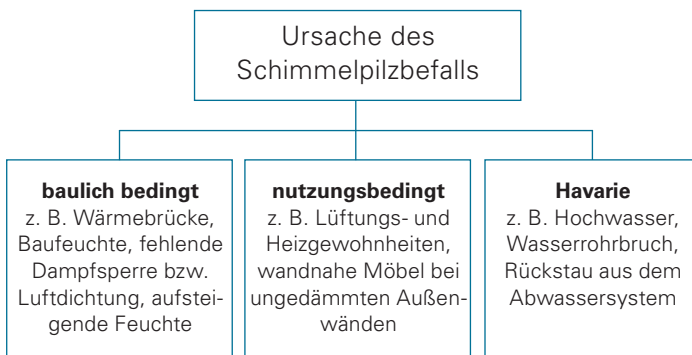 Ursache des
Schimmelpilzbefalls
baulich bedingt
z. B. Wärmebrücke,
Baufeuchte, fehlende
Dampfsperre bzw.
Luftdichtung, aufstei-
gende Feuchte
nutzungsbedingt
z. B. Lüftungs- und
Heizgewohnheiten,
wandnahe Möbel bei
ungedämmten Außen-
wänden
Havarie
z. B. Hochwasser,
Wasserrohrbruch,
Rückstau aus dem
Abwassersystem